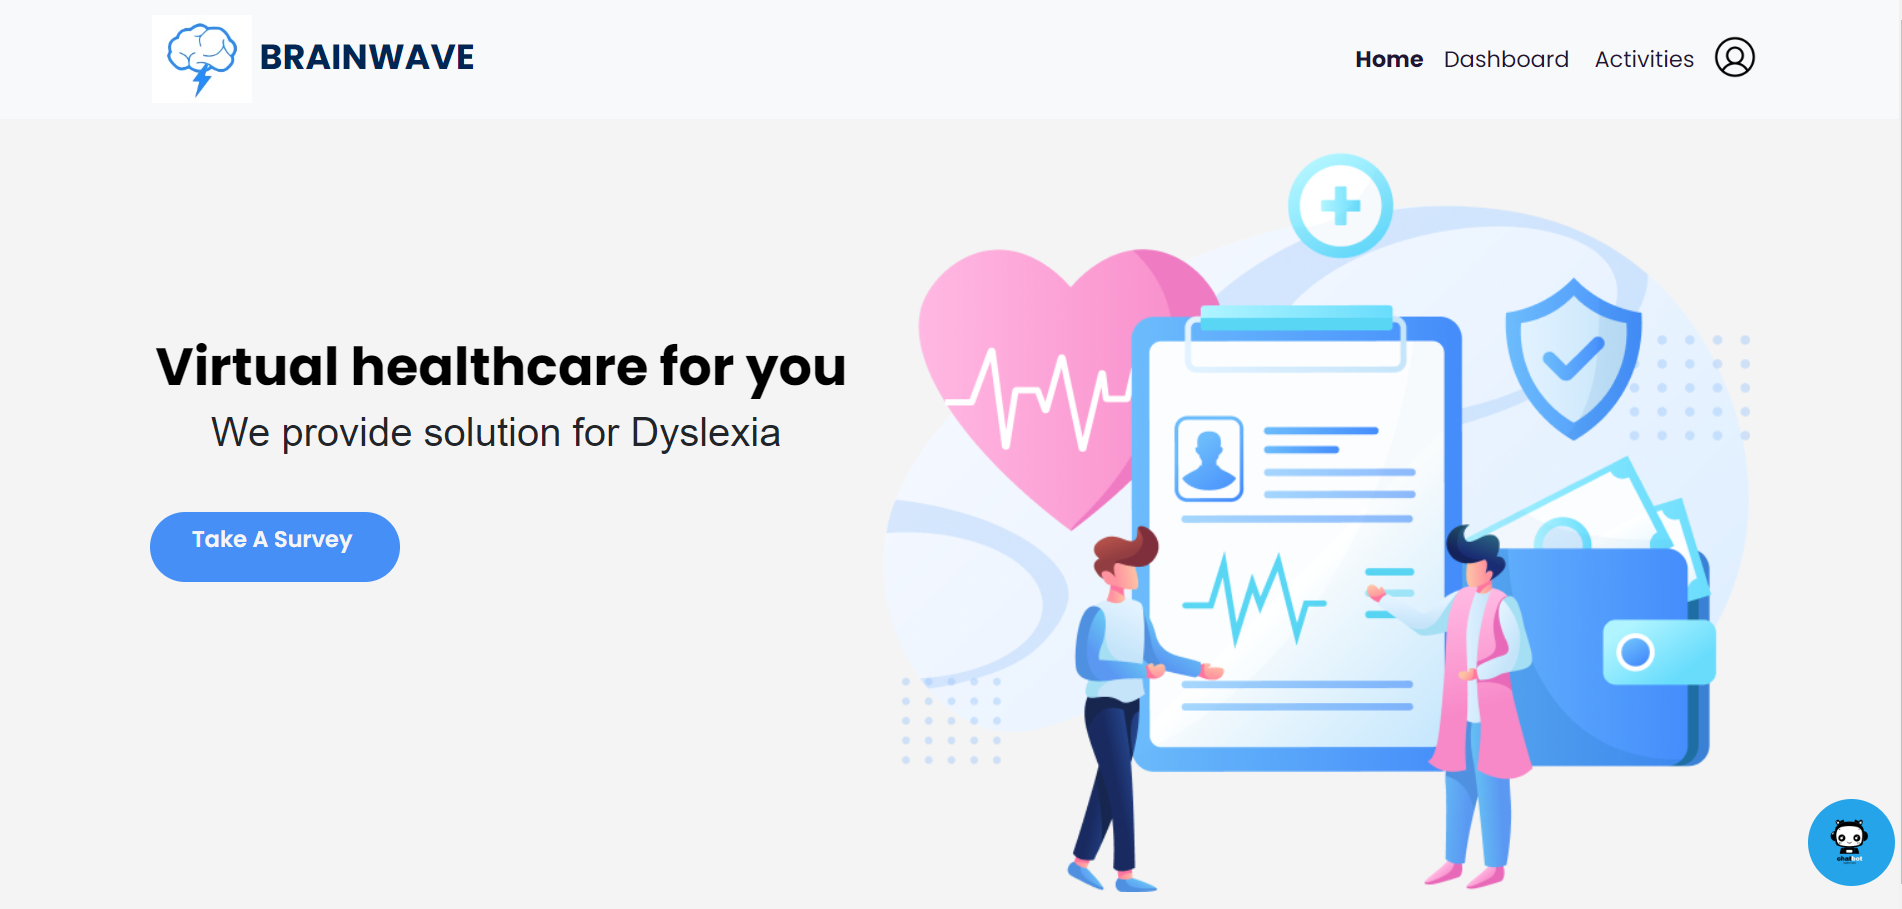 BRAINWAVE
Home Dashboard Activities
Virtual healthcare for you
We provide solution for Dyslexia
Take A Survey
chatbot